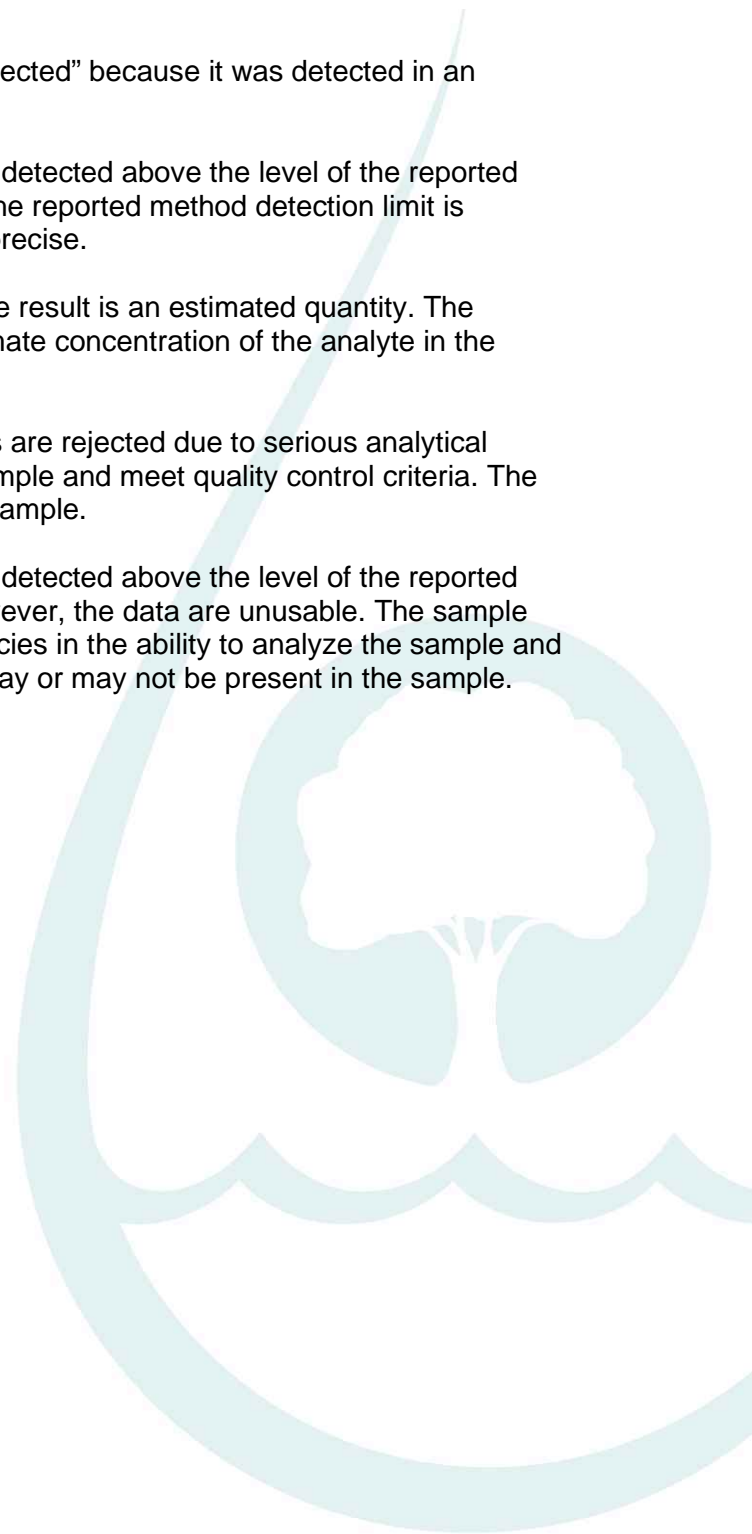 ected” because it was detected in an
detected above the level of the reported
he reported method detection limit is
recise.
e result is an estimated quantity. The
nate concentration of the analyte in the
s are rejected due to serious analytical
mple and meet quality control criteria. The
ample.
detected above the level of the reported
ever, the data are unusable. The sample
cies in the ability to analyze the sample and
ay or may not be present in the sample.